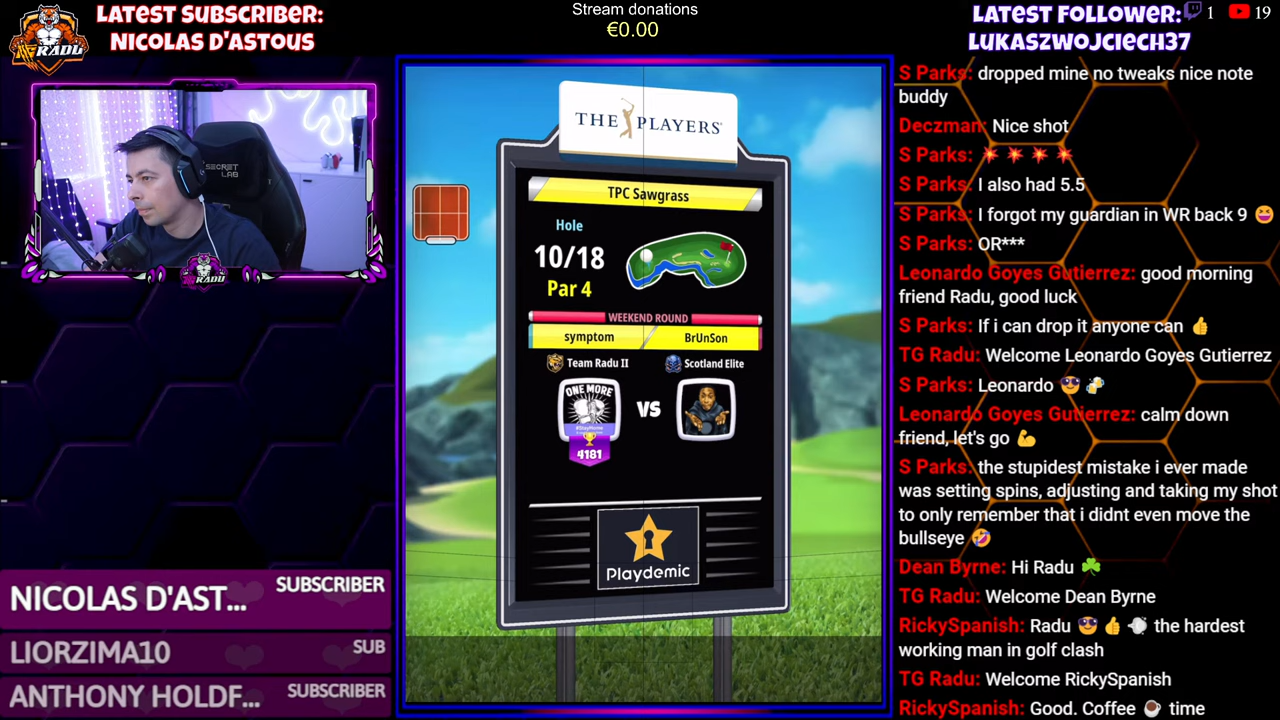 LATEST SUBSCRIBER:
NICOLAS D'ASTOUS
Stream donations
€0.00
LATEST FOLLOWER:
1
19
LUKASZWOJCIECH37
RADU
SECRET
LAB
RADU
THE PLAYERS
TPC Sawgrass
Hole
10/18
Par 4
WEEKEND ROUND
symptom
BrUnSon
Team Radu II
Scotland Elite
ONE MORE
VS
#StayHome
4181
Playdemic
NICOLAS D'AST...
SUBSCRIBER
LIORZIMA10
SUB
ANTHONY HOLDF...
SUBSCRIBER
S Parks: dropped mine no tweaks nice note
buddy
Deczman: Nice shot
S Parks: 💥 💥 💥 💥
S Parks: I also had 5.5
S Parks: I forgot my guardian in WR back 9 😆
S Parks: OR***
Leonardo Goyes Gutierrez: good morning
friend Radu, good luck
S Parks: If i can drop it anyone can 👍
TG Radu: Welcome Leonardo Goyes Gutierrez
S Parks: Leonardo 😎 🍻
Leonardo Goyes Gutierrez: calm down
friend, let's go 💪
S Parks: the stupidest mistake i ever made
was setting spins, adjusting and taking my shot
to only remember that i didnt even move the
bullseye 🤣
Dean Byrne: Hi Radu ☘️
TG Radu: Welcome Dean Byrne
RickySpanish: Radu 😎 👍 💨 the hardest
working man in golf clash
TG Radu: Welcome RickySpanish
RickySpanish: Good. Coffee ☕ time